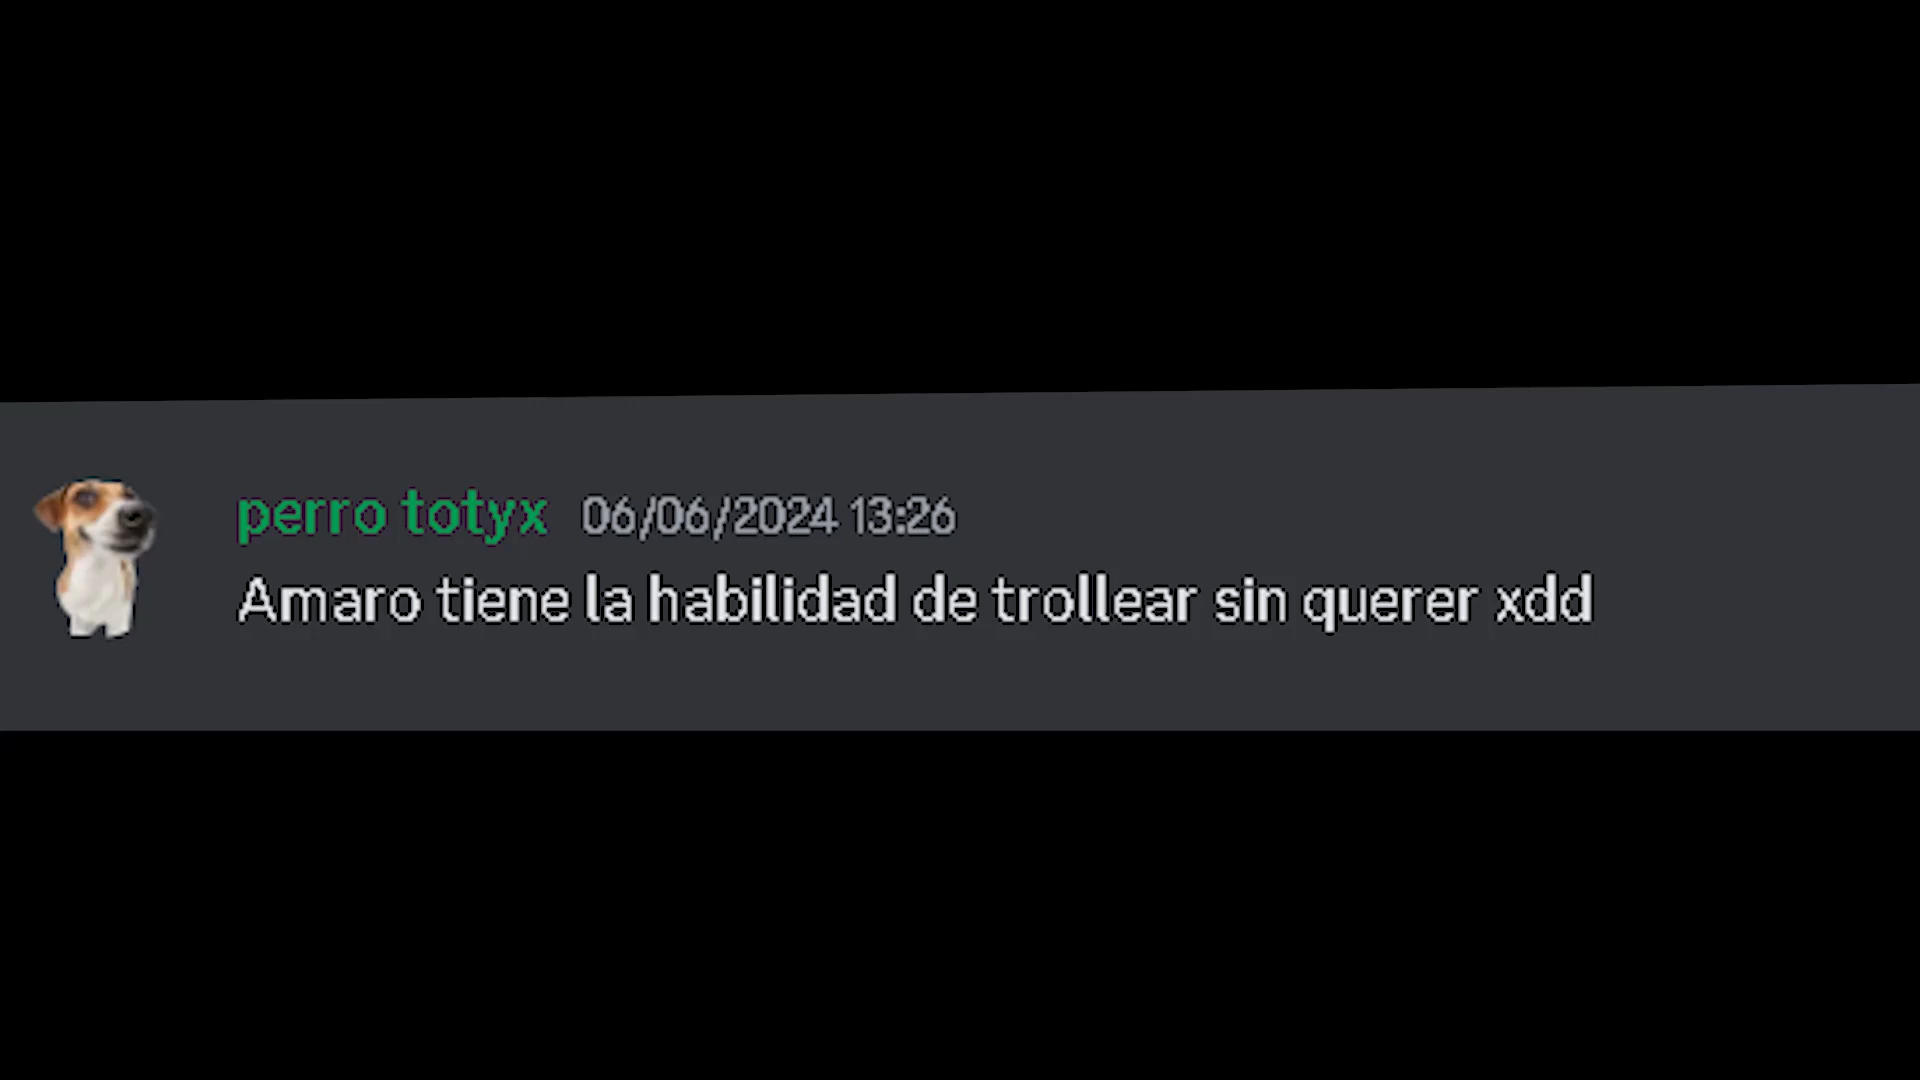 perro totyx 06/06/2024 13:26
Amaro tiene la habilidad de trollear sin querer xdd